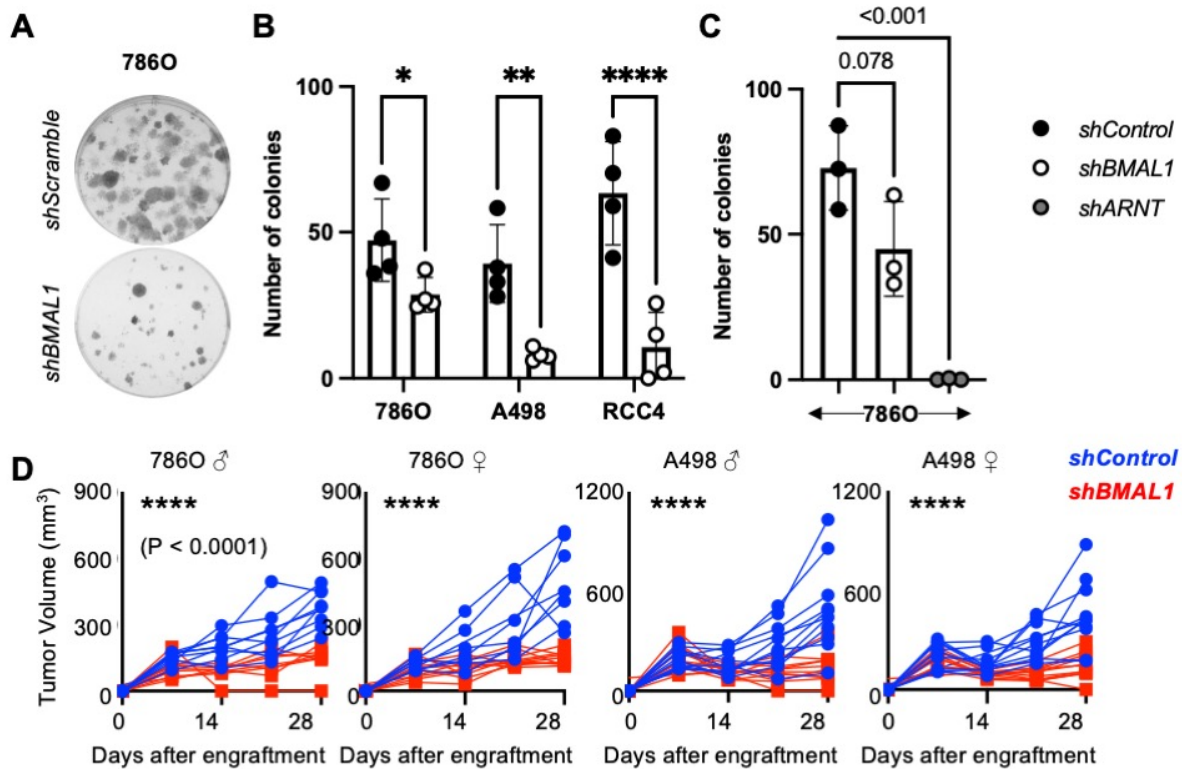 A
786O
shScramble
shBMAL1
B
Number of colonies
100
50
0
*
**
****
786O
A498
RCC4
C
Number of colonies
100
50
0
<0.001
0.078
786O
shControl
shBMAL1
shARNT
D
Tumor Volume (mm³)
786O ♂
900
600
300
0
****
(P < 0.0001)
0
14
28
Days after engraftment
786O ♀
900
600
300
0
****
0
14
28
Days after engraftment
A498 ♂
1200
600
0
****
0
14
28
Days after engraftment
A498 ♀
1200
600
0
****
0
14
28
Days after engraftment
shControl
shBMAL1